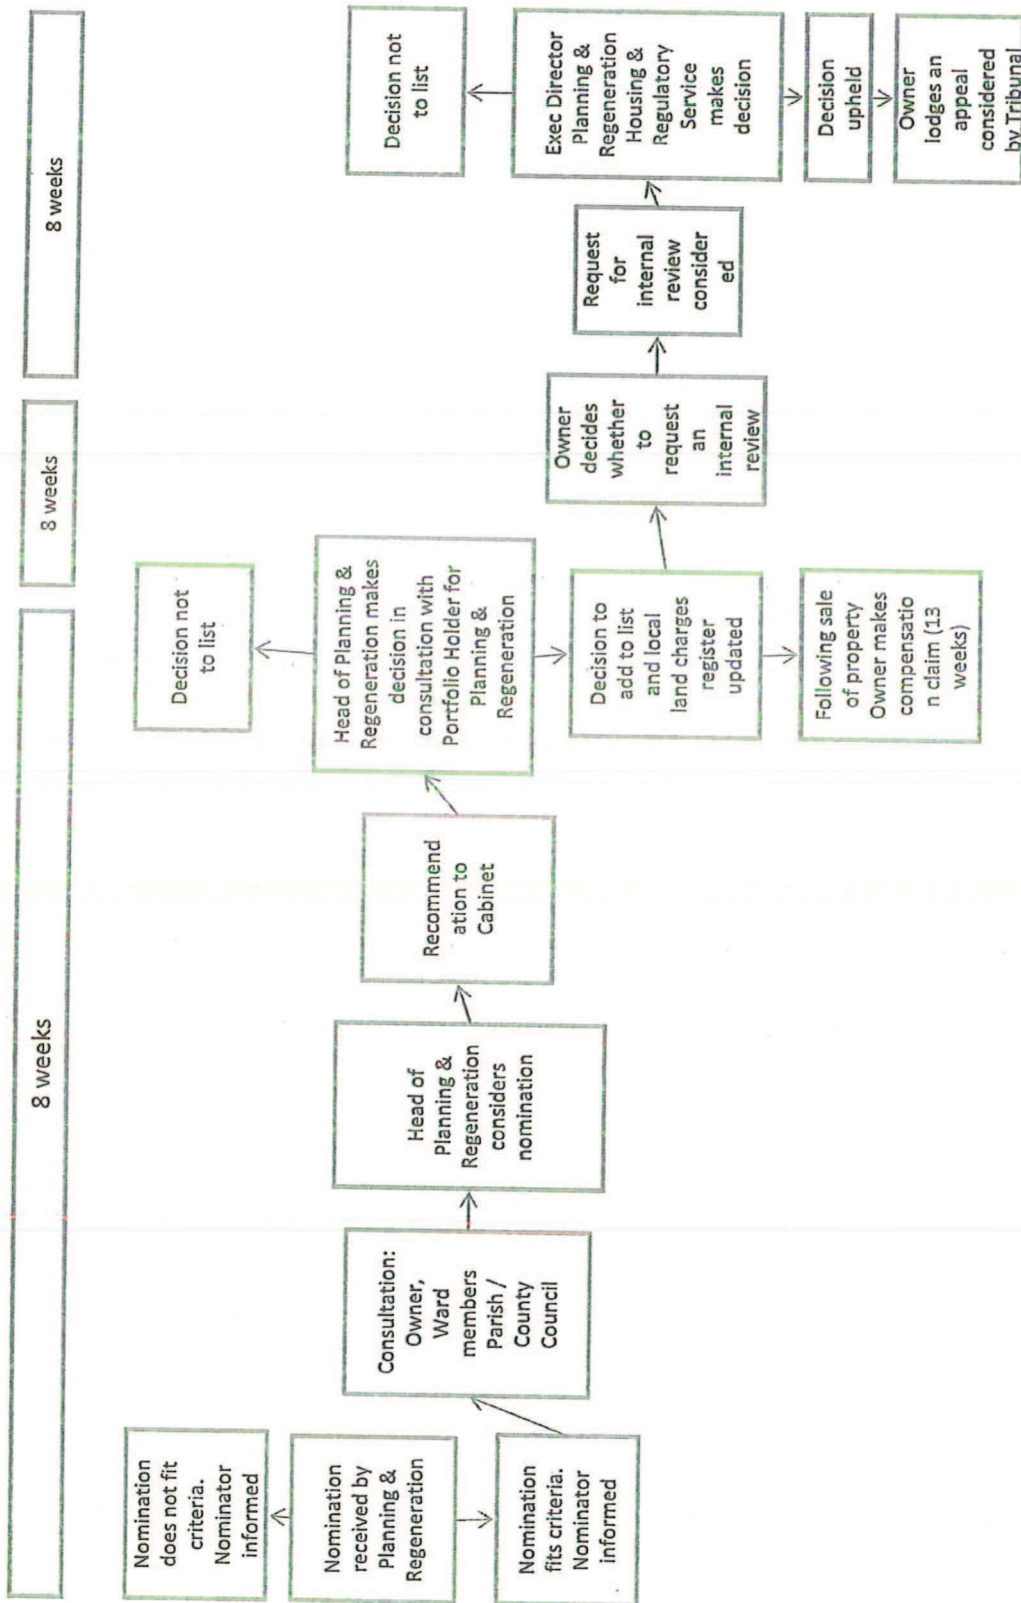 8 weeks
8 weeks
8 weeks
Nomination
does not fit
criteria.
Nominator
informed
Nomination
received by
Planning &
Regeneration
Nomination
fits criteria.
Nominator
informed
Consultation:
Owner,
Ward
members
Parish /
County
Council
Head of
Planning &
Regeneration
considers
nomination
Recommend
ation to
Cabinet
Decision not
to list
Head of Planning &
Regeneration makes
decision in
consultation with
Portfolio Holder for
Planning &
Regeneration
Decision to
add to list
and local
land charges
register
updated
Following sale
of property
Owner makes
compensatio
n claim (13
weeks)
Owner
decides
whether
to
request
an
internal
review
Request
for
internal
review
consider
ed
Decision not
to list
Exec Director
Planning &
Regeneration
Housing &
Regulatory
Service
makes
decision
Decision
upheld
Owner
lodges an
appeal
considered
by Tribunal